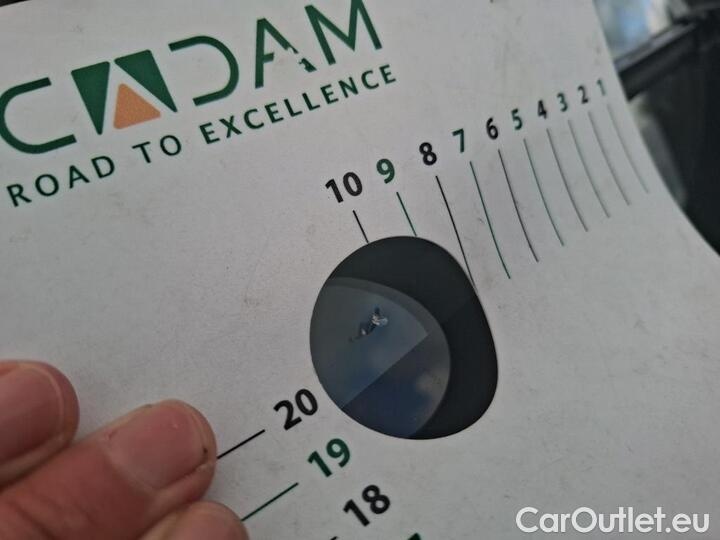 CADAM
ROAD TO EXCELLENCE
10 9 8 7 6 5 4 3 2 1
20
19
18
CarOutlet.eu